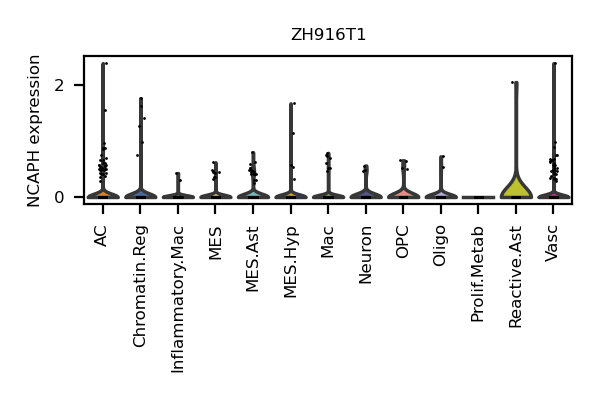 ZH916T1
NCAPH expression
2
0
AC
Chromatin.Reg
Inflammatory.Mac
MES
MES.Ast
MES.Hyp
Mac
Neuron
OPC
Oligo
Prolif.Metab
Reactive.Ast
Vasc